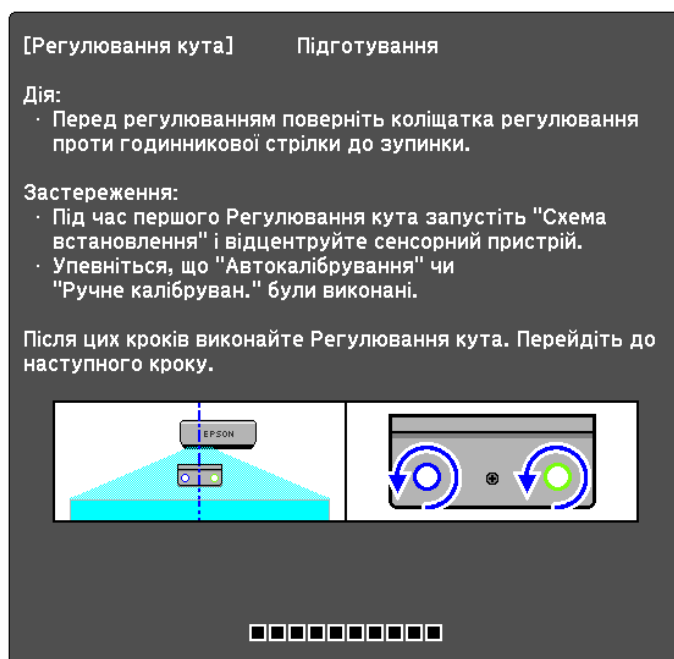 [Регулювання кута] Підготування
Дія:
· Перед регулюванням поверніть коліщатка регулювання
проти годинникової стрілки до зупинки.
Застереження:
· Під час першого Регулювання кута запустіть "Схема
встановлення" і відцентруйте сенсорний пристрій.
· Упевніться, що "Автокалібрування" чи
"Ручне калібруван." були виконані.
Після цих кроків виконайте Регулювання кута. Перейдіть до
наступного кроку.
EPSON